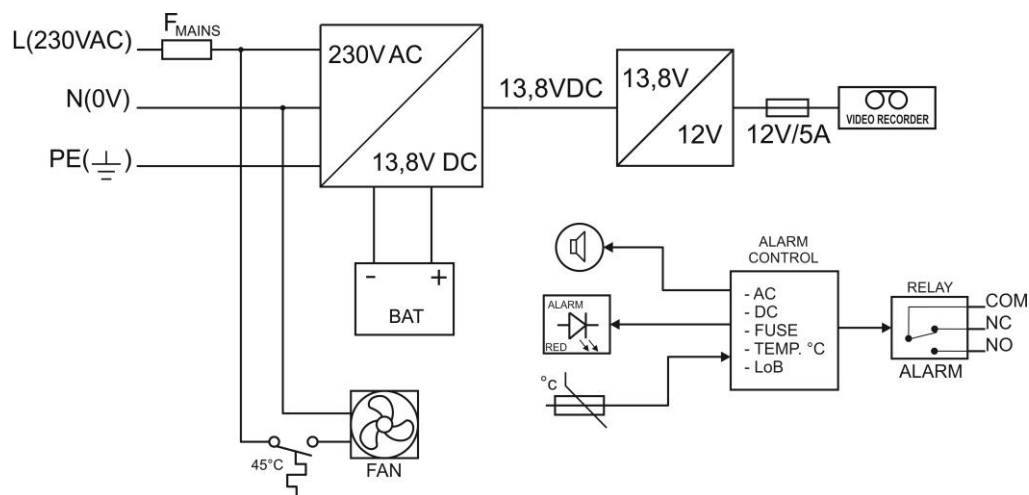 L(230VAC)
F MAINS
N(0V)
PE( )
230V AC
13,8V DC
13,8VDC
13,8V
12V
12V/5A
VIDEO RECORDER
- +
BAT
ALARM
CONTROL
- AC
- DC
- FUSE
- TEMP. °C
- LoB
ALARM
RED
°c
RELAY
COM
NC
NO
ALARM
45°C
FAN